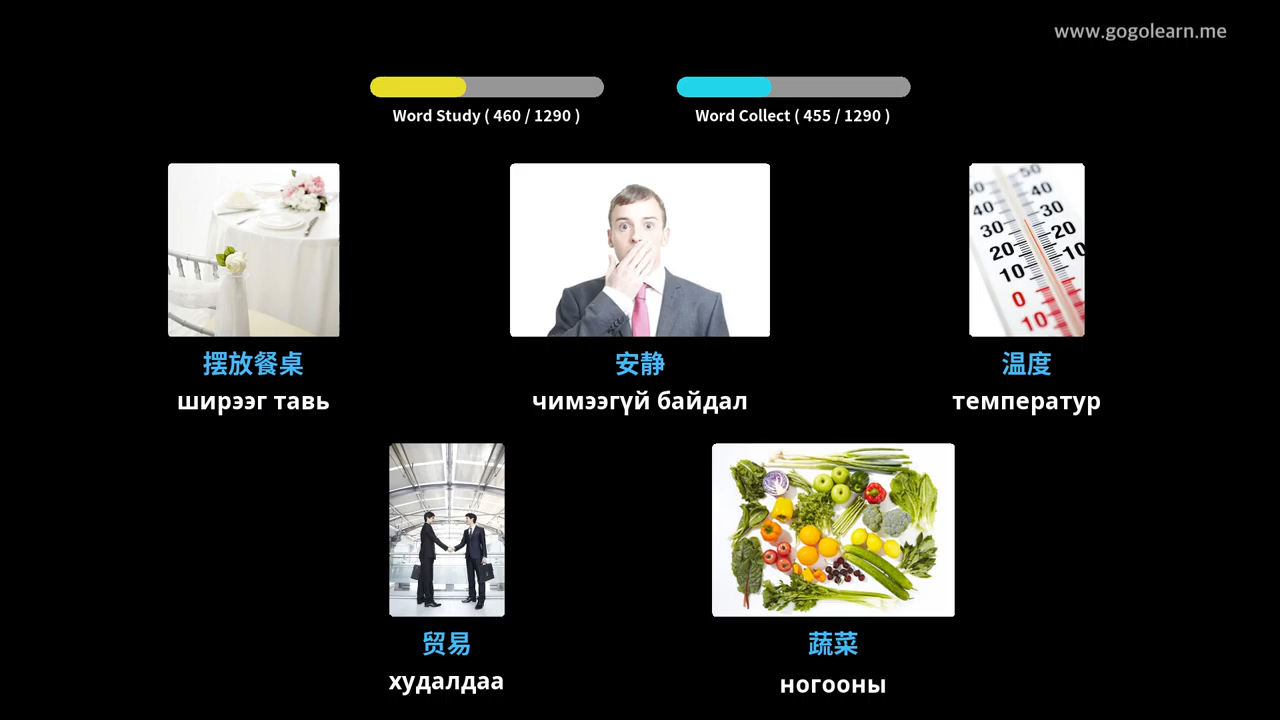 www.gogolearn.me
Word Study ( 460 / 1290 )
Word Collect ( 455 / 1290 )
摆放餐桌
ширээг тавь
安静
чимээгүй байдал
温度
температур
贸易
худалдаа
蔬菜
ногооны